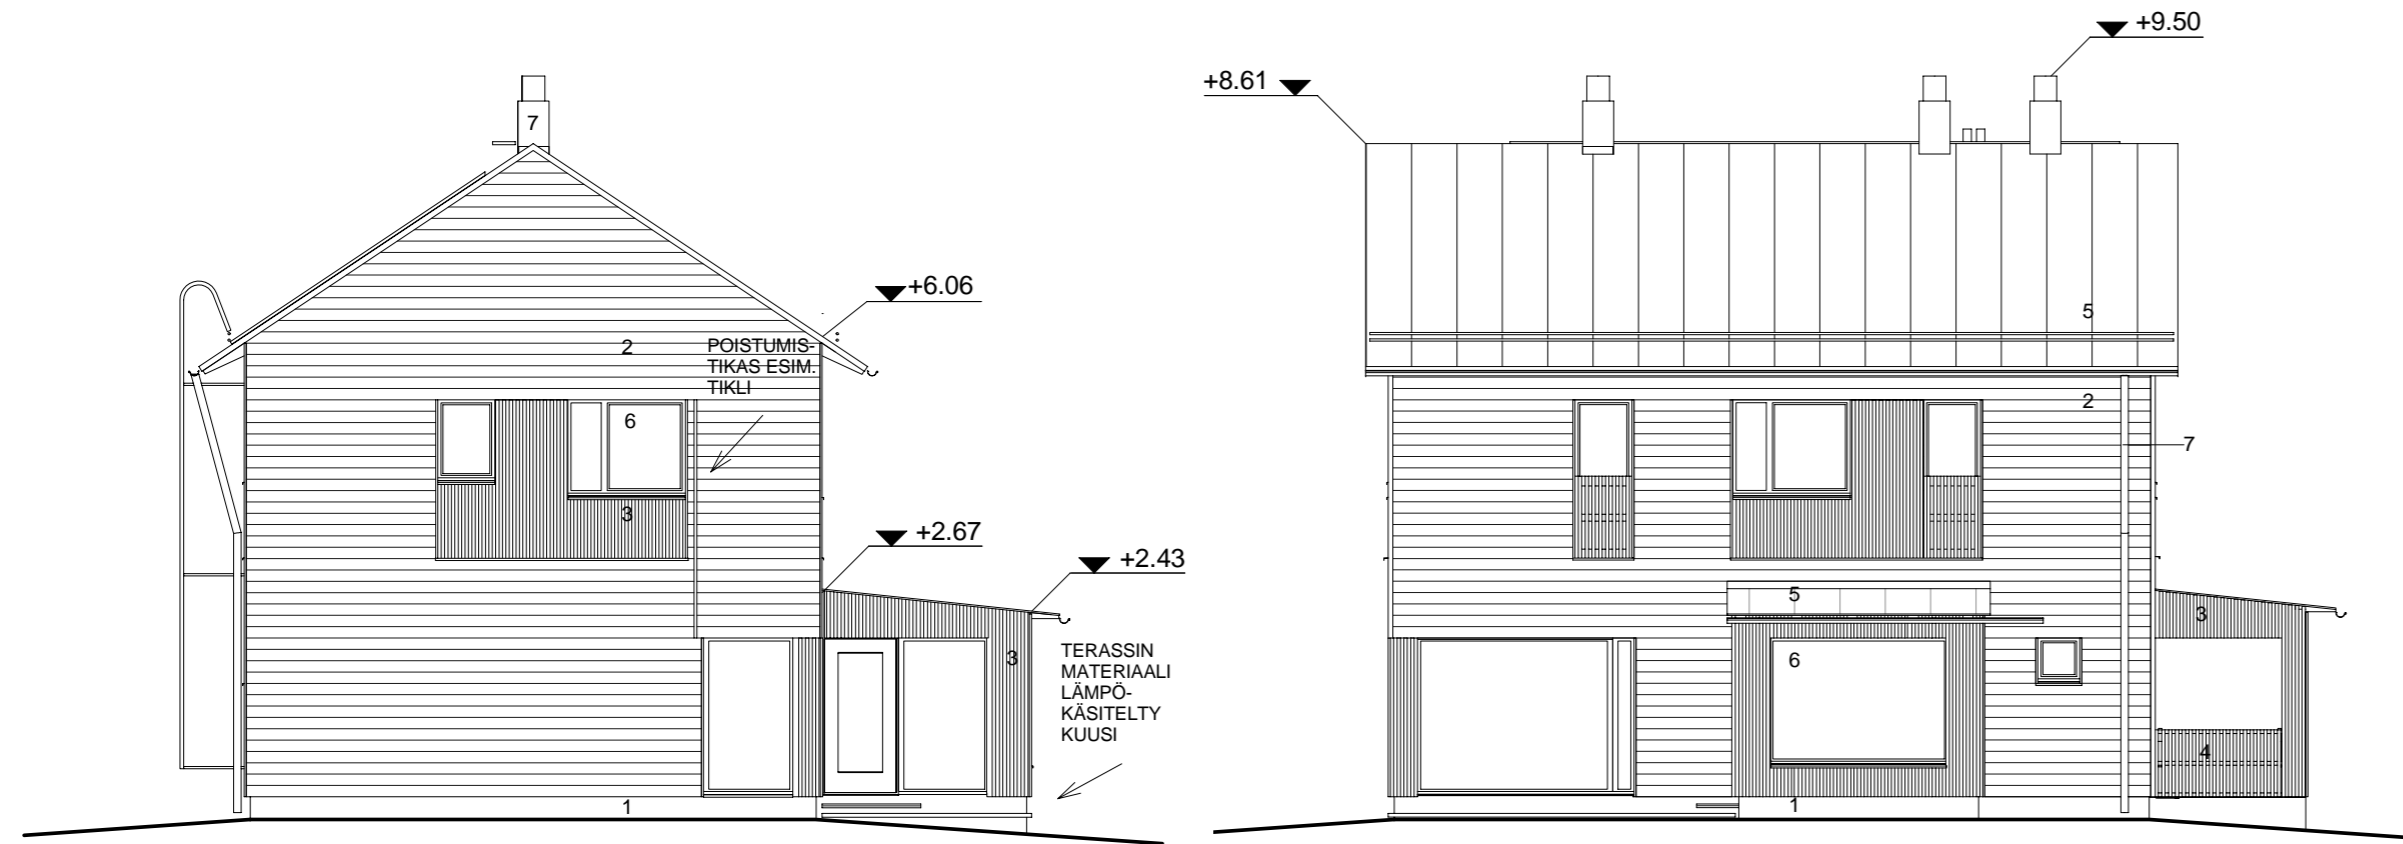 7
+6.06
2
POISTUMIS-
TIKAS ESIM.
TIKLI
6
3
+2.67
+2.43
3
TERASSIN
MATERIAALI
LÄMPÖ-
KÄSITELTY
KUUSI
1
+9.50
+8.61
5
2
7
5
3
6
4
1